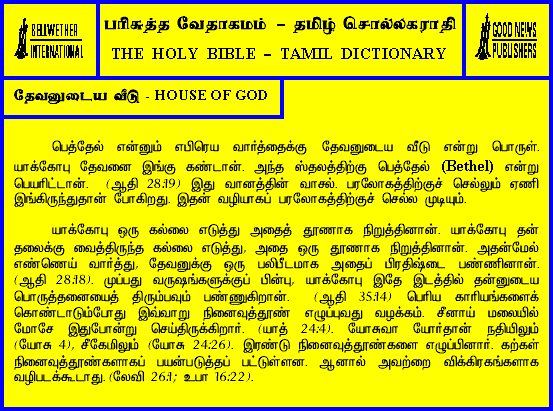 BELLWETHER
INTERNATIONAL
பரிசுத்த வேதாகமம் – தமிழ் சொல்லகராதி
THE HOLY BIBLE – TAMIL DICTIONARY
GOOD NEWS
PUBLISHERS
தேவனுடைய வீடு - HOUSE OF GOD
பெத்தேல் என்னும் எபிரெய வார்த்தைக்கு தேவனுடைய வீடு என்று பொருள்.
யாக்கோபு தேவனை இங்கு கண்டான். அந்த ஸ்தலத்திற்கு பெத்தேல் (Bethel) என்று
பெயரிட்டான். (ஆதி 28:19) இது வானத்தின் வாசல். பரலோகத்திற்குச் செல்லும் ஏணி
இங்கிருந்துதான் போகிறது. இதன் வழியாகப் பரலோகத்திற்குச் செல்ல முடியும்.
யாக்கோபு ஒரு கல்லை எடுத்து அதைத் தூணாக நிறுத்தினான். யாக்கோபு தன்
தலைக்கு வைத்திருந்த கல்லை எடுத்து, அதை ஒரு தூணாக நிறுத்தினான். அதன்மேல்
எண்ணெய் வார்த்து, தேவனுக்கு ஒரு பலிபீடமாக அதைப் பிரதிஷ்டை பண்ணினான்.
(ஆதி 28:18). முப்பது வருஷங்களுக்குப் பின்பு, யாக்கோபு இதே இடத்தில் தன்னுடைய
பொருத்தனையைத் திரும்பவும் பண்ணுகிறான். (ஆதி 35:14) பெரிய காரியங்களைக்
கொண்டாடும்போது இவ்வாறு நினைவுத்தூண் எழுப்புவது வழக்கம். சீனாய் மலையில்
மோசே இதுபோன்று செய்திருக்கிறார். (யாத் 24:4). யோசுவா யோர்தான் நதியிலும்
(யோசு 4), சீகேமிலும் (யோசு 24:26). இரண்டு நினைவுத்தூண்களை எழுப்பினார். கற்கள்
நினைவுத்தூண்களாகப் பயன்படுத்தப் பட்டுள்ளன. ஆனால் அவற்றை விக்கிரகங்களாக
வழிபடக்கூடாது. (லேவி 26:1; உபா 16:22).